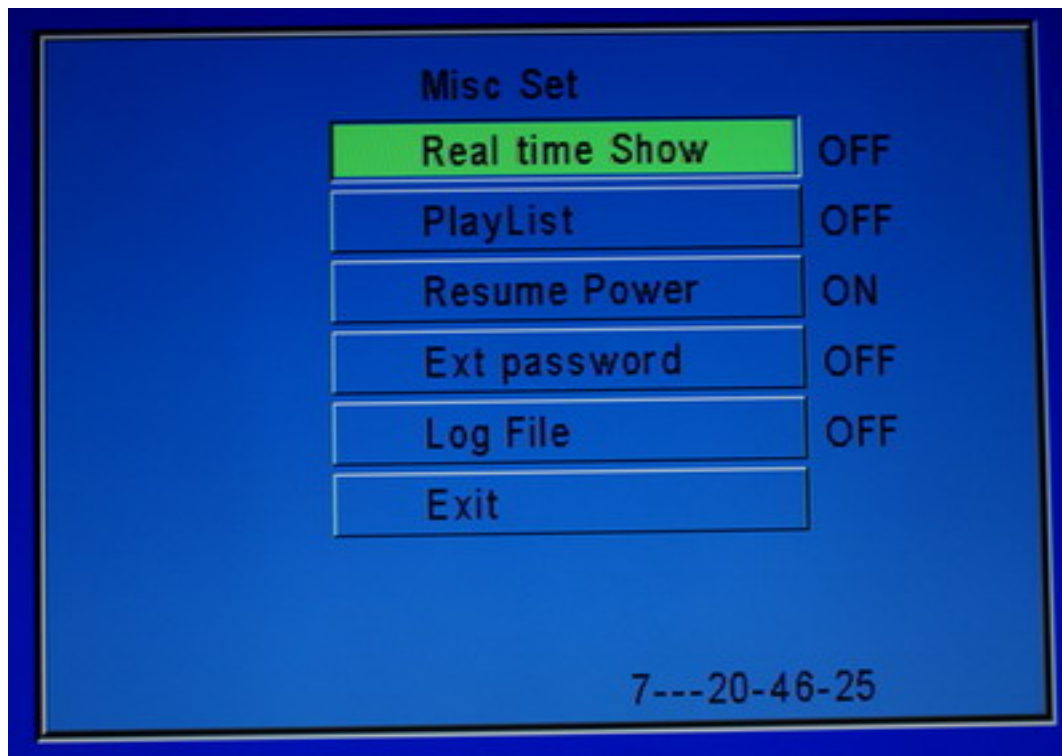 Misc Set
Real time Show OFF
PlayList OFF
Resume Power ON
Ext password OFF
Log File OFF
Exit
7---20-46-25